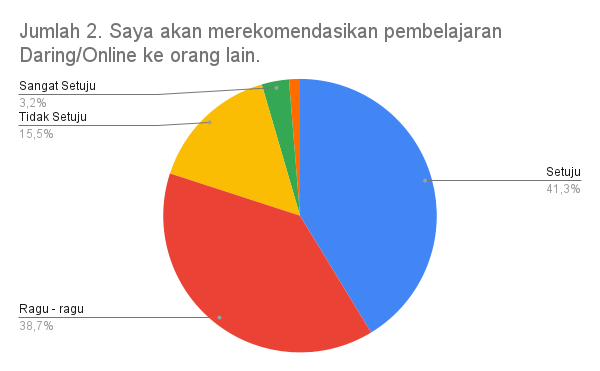 Jumlah 2. Saya akan merekomendasikan pembelajaran
Daring/Online ke orang lain.
Sangat Setuju
3,2%
Tidak Setuju
15,5%
Setuju
41,3%
Ragu - ragu
38,7%